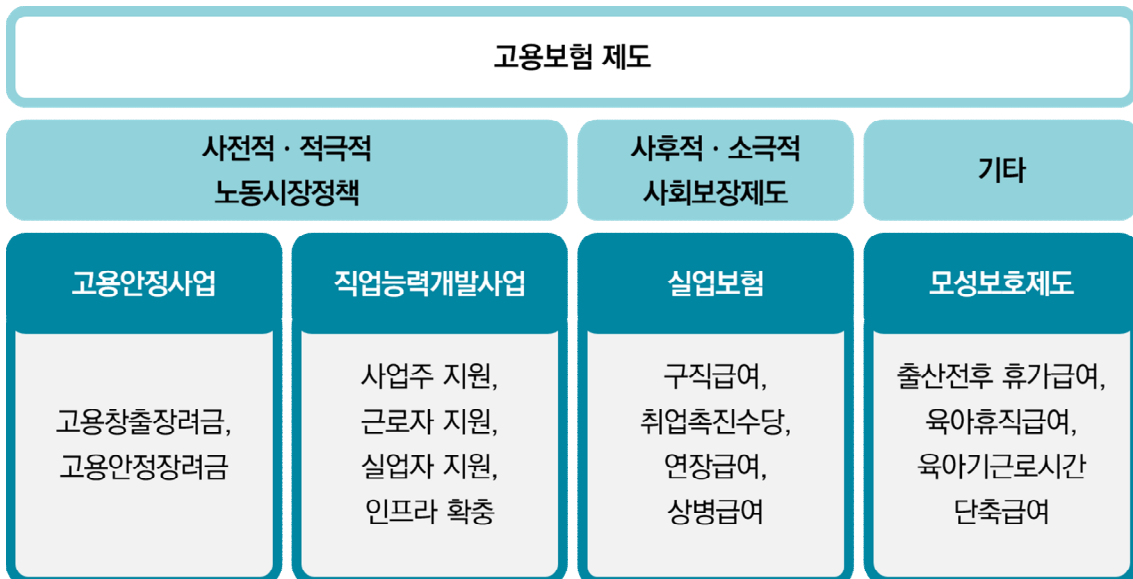 고용보험 제도
사전적 · 적극적
노동시장정책
사후적 · 소극적
사회보장제도
기타
고용안정사업
고용창출장려금,
고용안정장려금
직업능력개발사업
사업주 지원,
근로자 지원,
실업자 지원,
인프라 확충
실업보험
구직급여,
취업촉진수당,
연장급여,
상병급여
모성보호제도
출산전후 휴가급여,
육아휴직급여,
육아기근로시간
단축급여